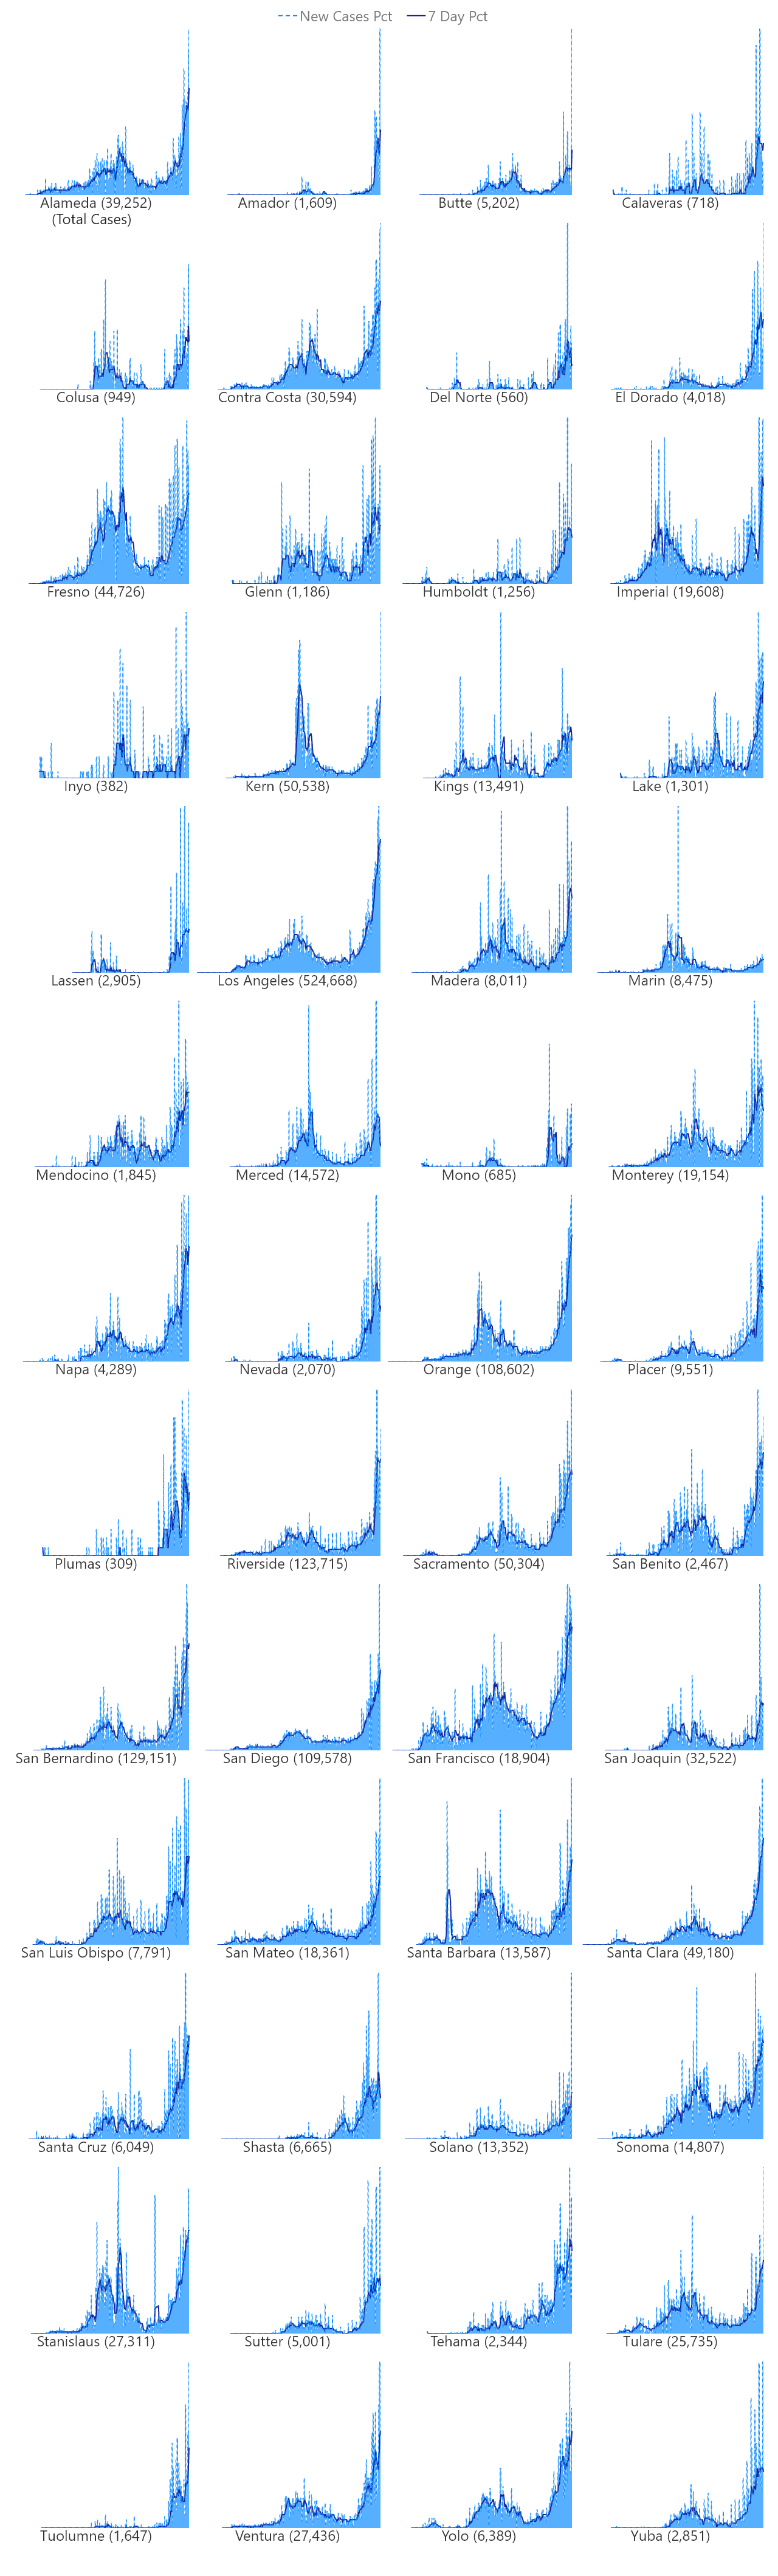 New Cases Pct 7 Day Pct
Alameda (39,252) Amador (1,609) Butte (5,202) Calaveras (718)
(Total Cases)
Colusa (949) Contra Costa (30,594) Del Norte (560) El Dorado (4,018)
Fresno (44,726) Glenn (1,186) Humboldt (1,256) Imperial (19,608)
Inyo (382) Kern (50,538) Kings (13,491) Lake (1,301)
Lassen (2,905) Los Angeles (524,668) Madera (8,011) Marin (8,475)
Mendocino (1,845) Merced (14,572) Mono (685) Monterey (19,154)
Napa (4,289) Nevada (2,070) Orange (108,602) Placer (9,551)
Plumas (309) Riverside (123,715) Sacramento (50,304) San Benito (2,467)
San Bernardino (129,151) San Diego (109,578) San Francisco (18,904) San Joaquin (32,522)
San Luis Obispo (7,791) San Mateo (18,361) Santa Barbara (13,587) Santa Clara (49,180)
Santa Cruz (6,049) Shasta (6,665) Solano (13,352) Sonoma (14,807)
Stanislaus (27,311) Sutter (5,001) Tehama (2,344) Tulare (25,735)
Tuolumne (1,647) Ventura (27,436) Yolo (6,389) Yuba (2,851)